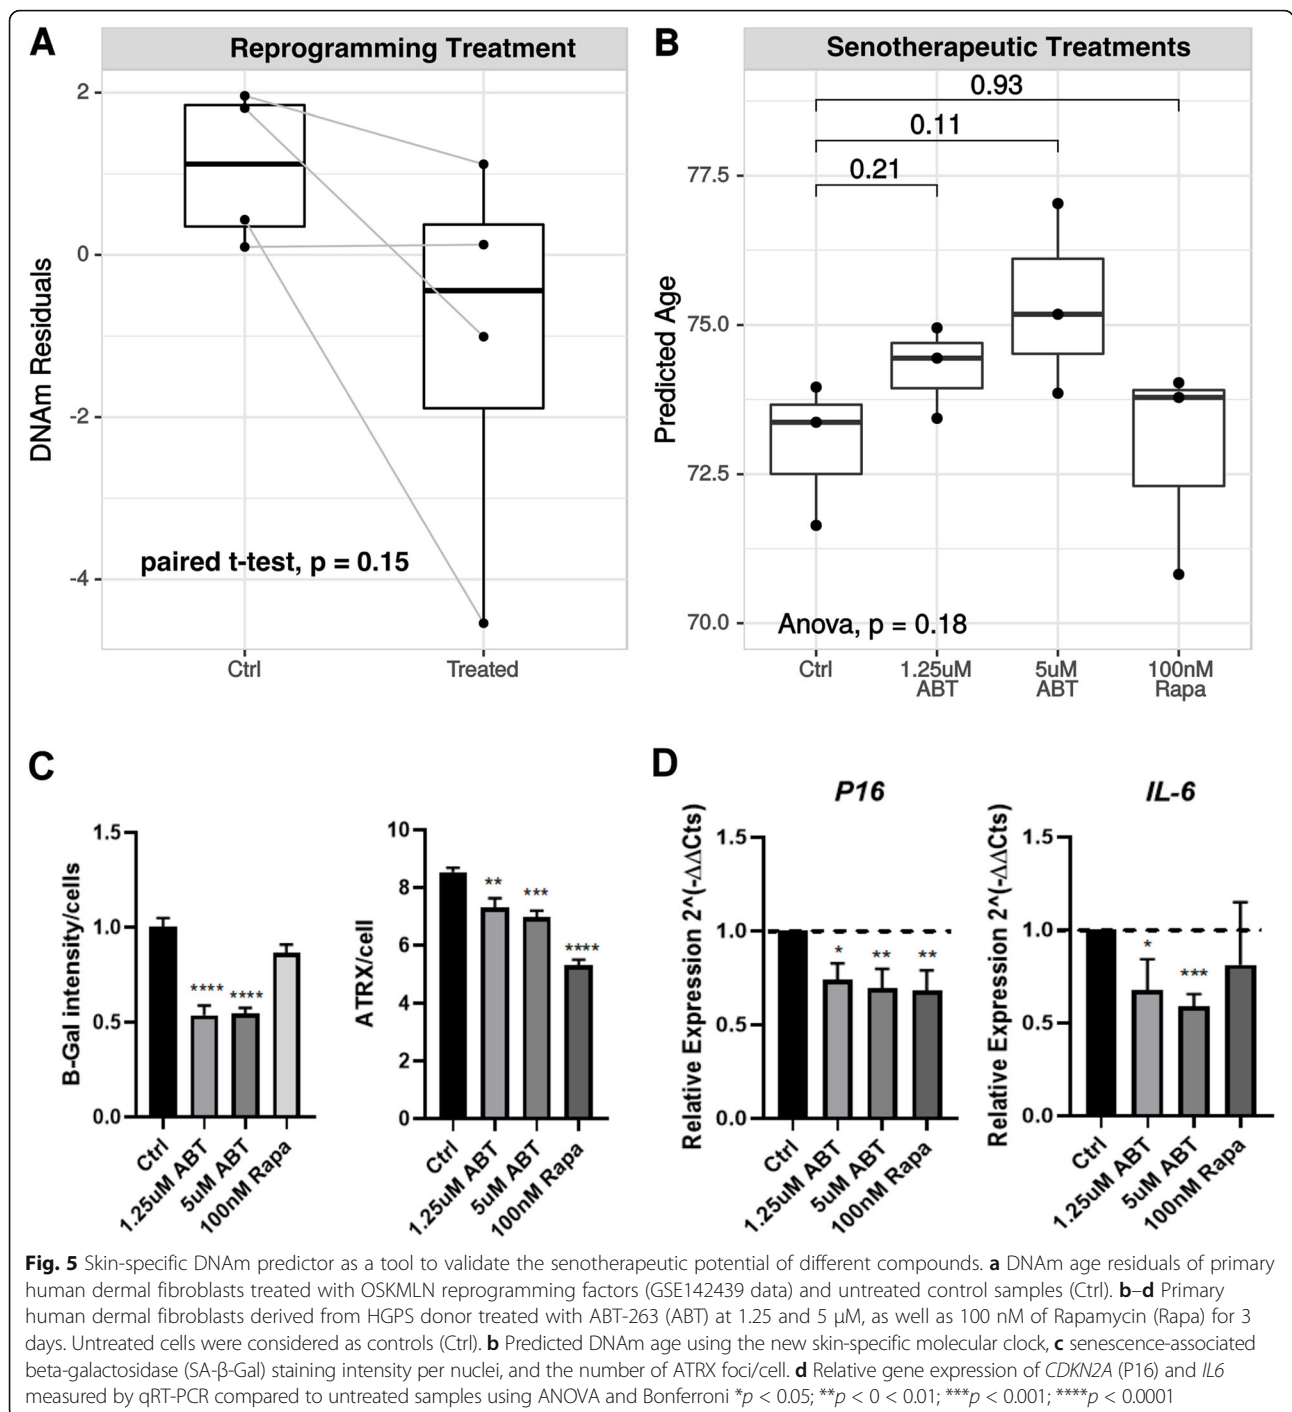 A
Reprogramming Treatment
DNAm Residuals
2
0
-2
-4
paired t-test, p = 0.15
Ctrl
Treated
B
Senotherapeutic Treatments
Predicted Age
77.5
75.0
72.5
70.0
0.93
0.11
0.21
Anova, p = 0.18
Ctrl
1.25uM
ABT
5uM
ABT
100nM
Rapa
C
B-Gal intensity/cells
1.5
1.0
0.5
0.0
****
****
Ctrl
1.25uM ABT
5uM ABT
100nM Rapa
ATRX/cell
10
8
6
4
2
0
**
***
****
Ctrl
1.25uM ABT
5uM ABT
100nM Rapa
D
P16
Relative Expression 2^(-ΔΔCts)
1.5
1.0
0.5
0.0
*
**
**
Ctrl
1.25uM ABT
5uM ABT
100nM Rapa
IL-6
Relative Expression 2^(-ΔΔCts)
1.5
1.0
0.5
0.0
*
***
Ctrl
1.25uM ABT
5uM ABT
100nM Rapa
Fig. 5 Skin-specific DNAm predictor as a tool to validate the senotherapeutic potential of different compounds. a DNAm age residuals of primary
human dermal fibroblasts treated with OSKMLN reprogramming factors (GSE142439 data) and untreated control samples (Ctrl). b–d Primary
human dermal fibroblasts derived from HGPS donor treated with ABT-263 (ABT) at 1.25 and 5 μM, as well as 100 nM of Rapamycin (Rapa) for 3
days. Untreated cells were considered as controls (Ctrl). b Predicted DNAm age using the new skin-specific molecular clock, c senescence-associated
beta-galactosidase (SA-β-Gal) staining intensity per nuclei, and the number of ATRX foci/cell. d Relative gene expression of CDKN2A (P16) and IL6
measured by qRT-PCR compared to untreated samples using ANOVA and Bonferroni *p < 0.05; **p < 0 < 0.01; ***p < 0.001; ****p < 0.0001